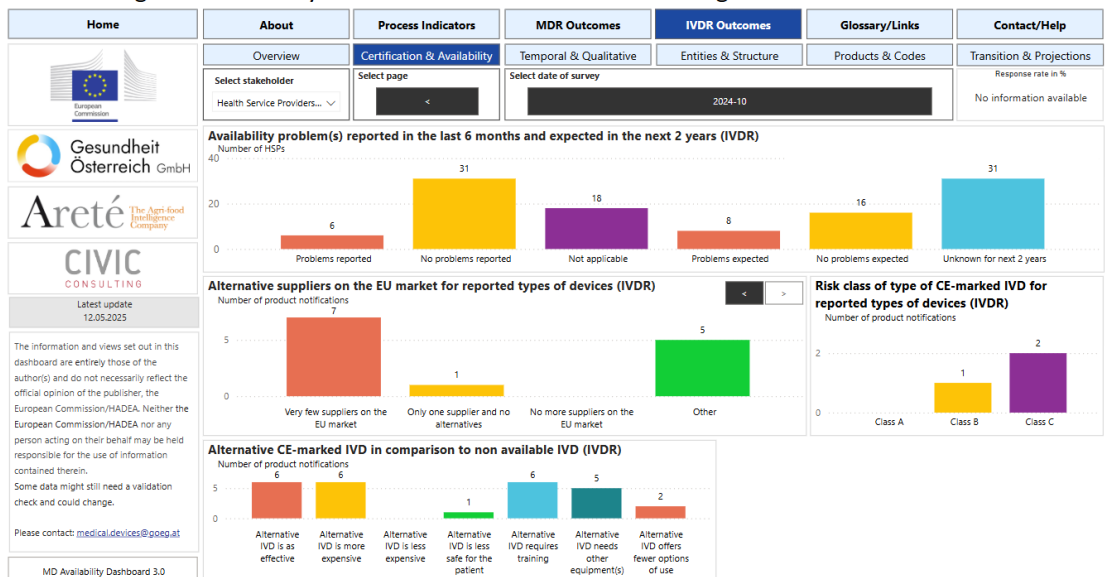 Home
About
Process Indicators
MDR Outcomes
IVDR Outcomes
Glossary/Links
Contact/Help
Overview
Certification & Availability
Temporal & Qualitative
Entities & Structure
Products & Codes
Transition & Projections
Select stakeholder
Health Service Providers...
Select page
<
Select date of survey
2024-10
Response rate in %
No information available
European
Commission
Gesundheit
Österreich GmbH
Areté The Agri-food
Intelligence
Company
CIVIC
CONSULTING
Latest update
12.05.2025
The information and views set out in this
dashboard are entirely those of the
author(s) and do not necessarily reflect the
official opinion of the publisher, the
European Commission/HADEA. Neither the
European Commission/HADEA nor any
person acting on their behalf may be held
responsible for the use of information
contained therein.
Some data might still need a validation
check and could change.
Please contact: medical.devices@goeg.at
MD Availability Dashboard 3.0
Availability problem(s) reported in the last 6 months and expected in the next 2 years (IVDR)
Number of HSPs
40
20
0
6
31
18
8
16
31
Problems reported
No problems reported
Not applicable
Problems expected
No problems expected
Unknown for next 2 years
Alternative suppliers on the EU market for reported types of devices (IVDR)
< >
Number of product notifications
5
0
7
1
5
Very few suppliers on the
EU market
Only one supplier and no
alternatives
No more suppliers on the
EU market
Other
Risk class of type of CE-marked IVD for
reported types of devices (IVDR)
Number of product notifications
2
0
1
2
Class A
Class B
Class C
Alternative CE-marked IVD in comparison to non available IVD (IVDR)
Number of product notifications
5
0
6
6
1
6
5
2
Alternative
IVD is as
effective
Alternative
IVD is more
expensive
Alternative
IVD is less
expensive
Alternative
IVD is less
safe for the
patient
Alternative
IVD requires
training
Alternative
IVD needs
other
equipment(s)
Alternative
IVD offers
fewer options
of use